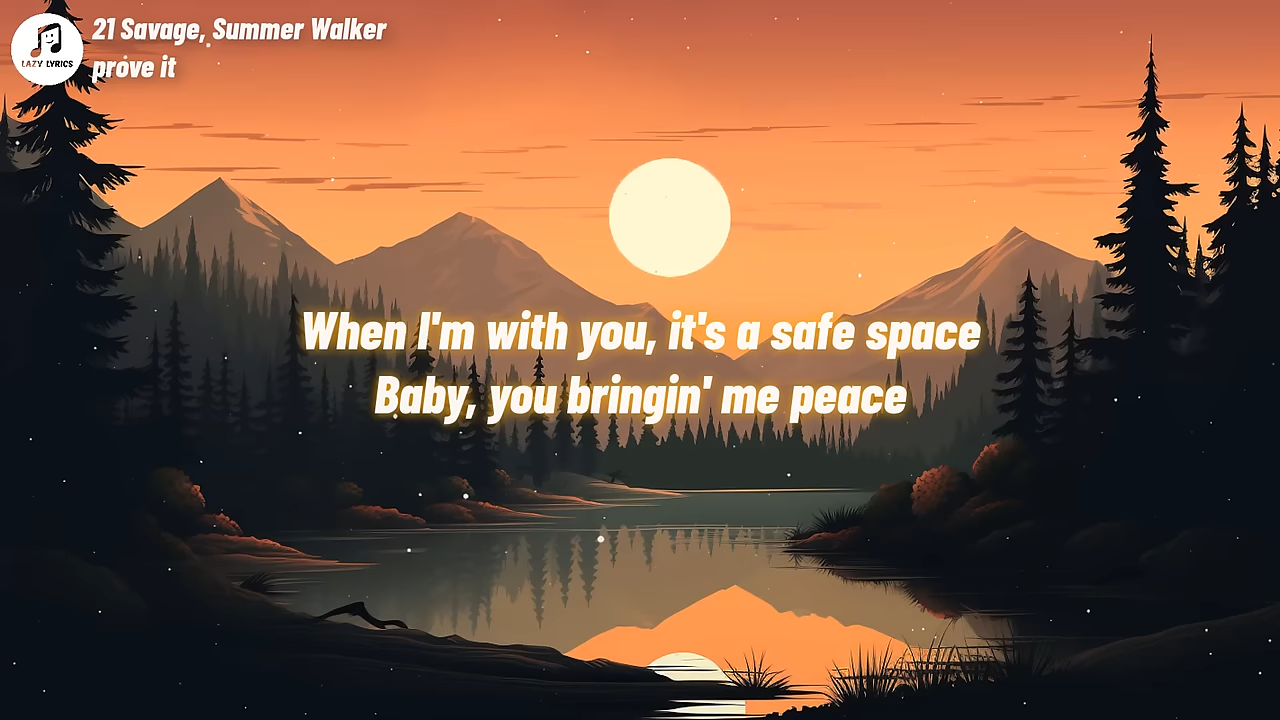 21 Savage, Summer Walker
prove it
LAZY LYRICS
When I'm with you, it's a safe space
Baby, you bringin' me peace